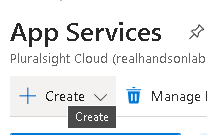 App Services
Pluralsight Cloud (realhandsonlab
Create
Manage
Create